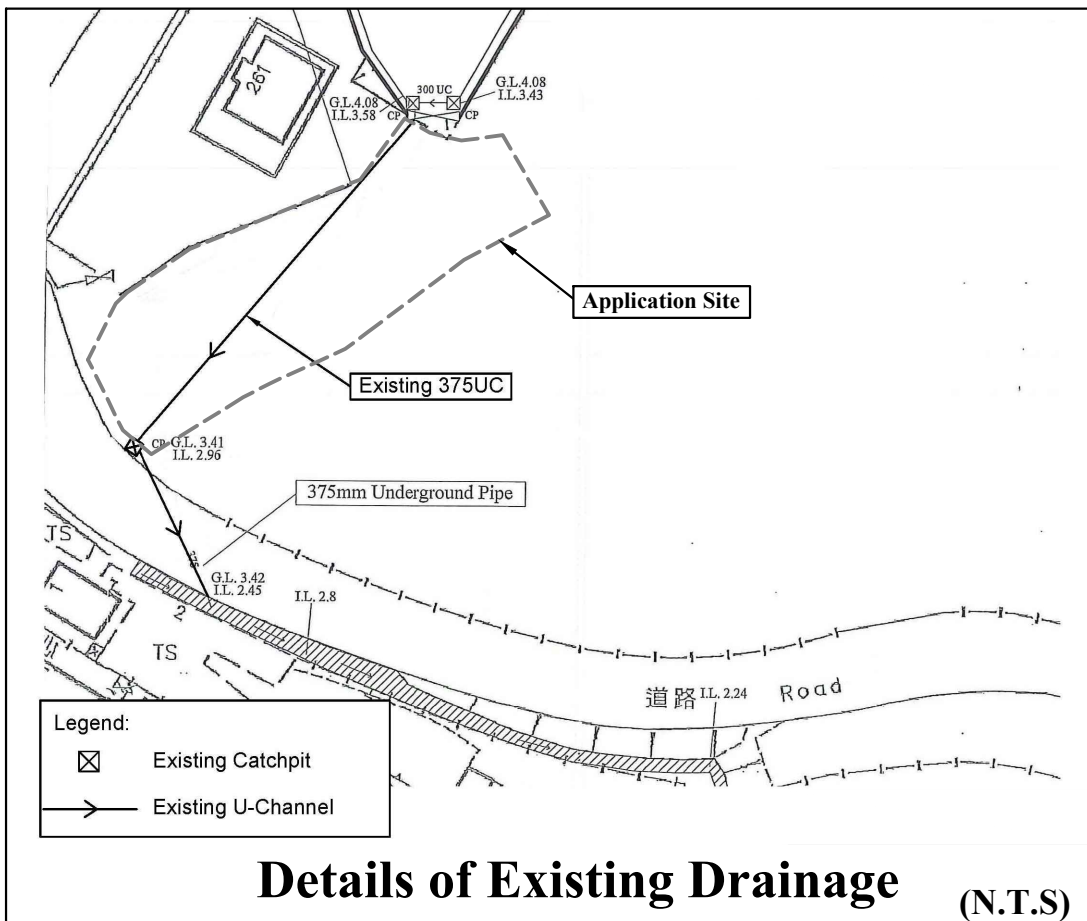 261
300 UC
G.L.4.08
I.L.3.58
G.L.4.08
I.L.3.43
CP
CP
Application Site
Existing 375UC
CP
G.L. 3.41
I.L. 2.96
375mm Underground Pipe
TS
375
G.L. 3.42
I.L. 2.45
I.L. 2.8
2
TS
道路
I.L. 2.24
Road
Legend:
Existing Catchpit
Existing U-Channel
Details of Existing Drainage
(N.T.S)